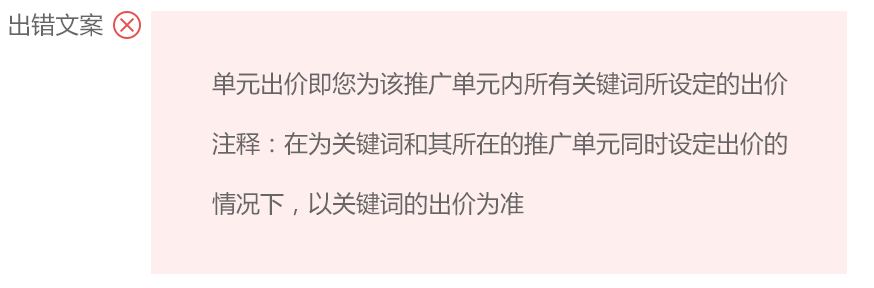 出错文案
单元出价即您为该推广单元内所有关键词所设定的出价
注释：在为关键词和其所在的推广单元同时设定出价的
情况下，以关键词的出价为准